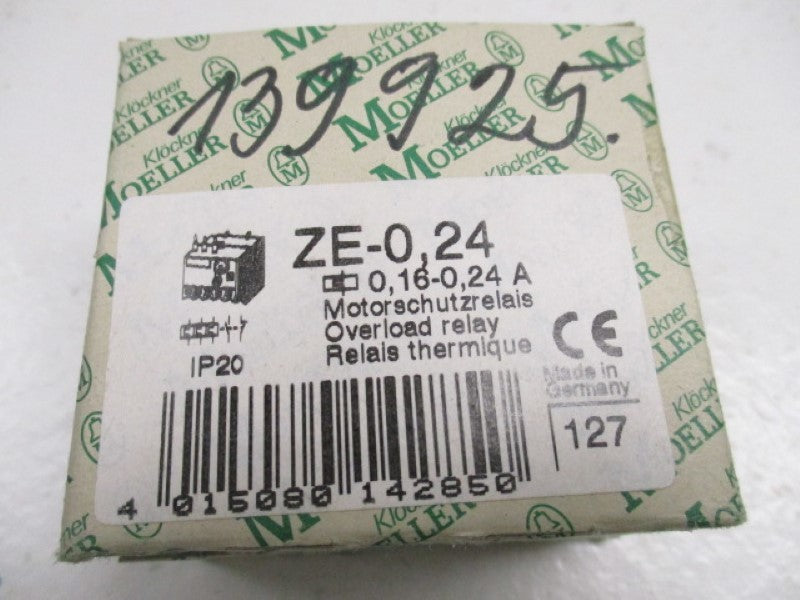 139925.
Klöckner
MOELLER
ZE-0,24
0,16-0,24 A
Motorschutzrelais
Overload relay
Relais thermique
IP20
CE
Made in
Germany
127
4 015080 142850